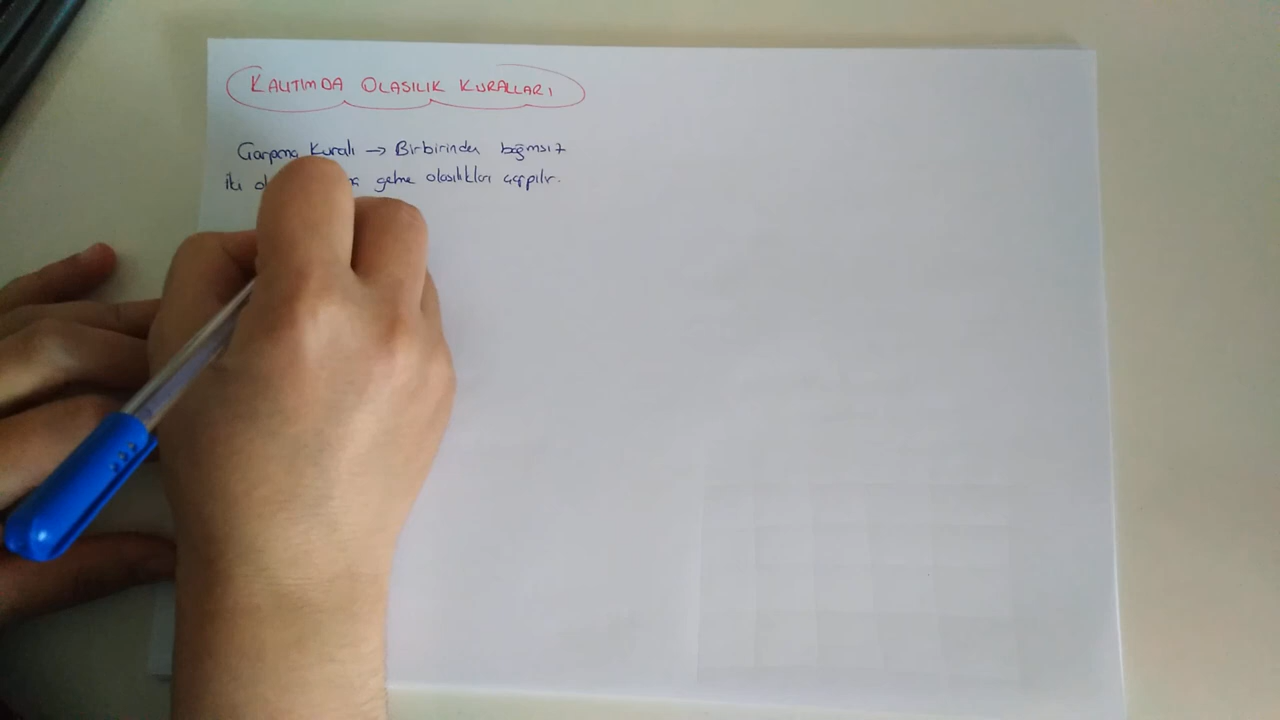 KALITIMDA OLASILIK KURALLARI
Çarpma Kuralı → Birbirinden bağımsız
iki gelme olasılıkları çarpılır.